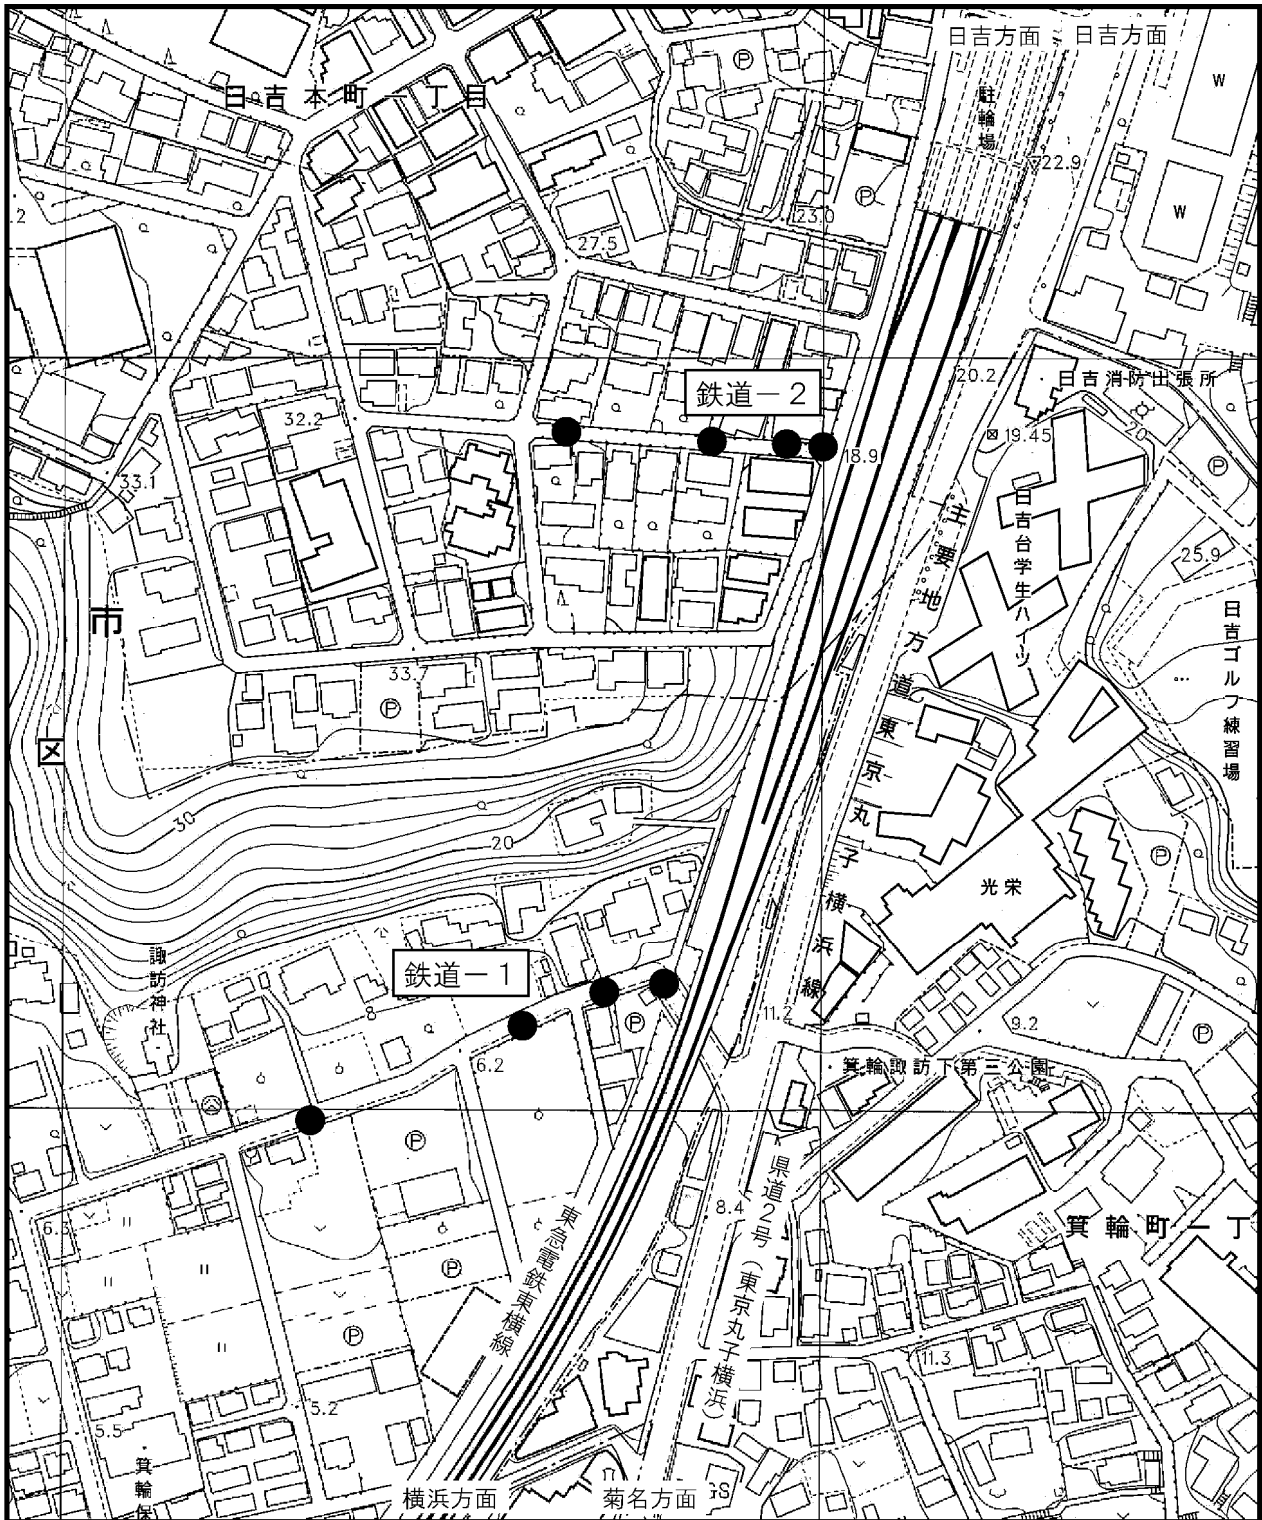 日吉方面
日吉方面
駐輪場
W
日吉本町一丁目
22.9
W
23.0
27.5
20.2
日吉消防出張所
鉄道－2
32.2
19.45
20
18.9
33.1
主要地方道東京丸子横浜線
日吉台学生ハイツ
25.9
市
日吉ゴルフ練習場
33.7
区
30
20
光栄
諏訪神社
鉄道－1
11.2
9.2
6.2
箕輪諏訪下第三公園
県道2号（東京丸子横浜）
東急電鉄東横線
8.4
箕輪町一丁
6.3
11.3
5.2
5.5
箕輪保
横浜方面
菊名方面
GS